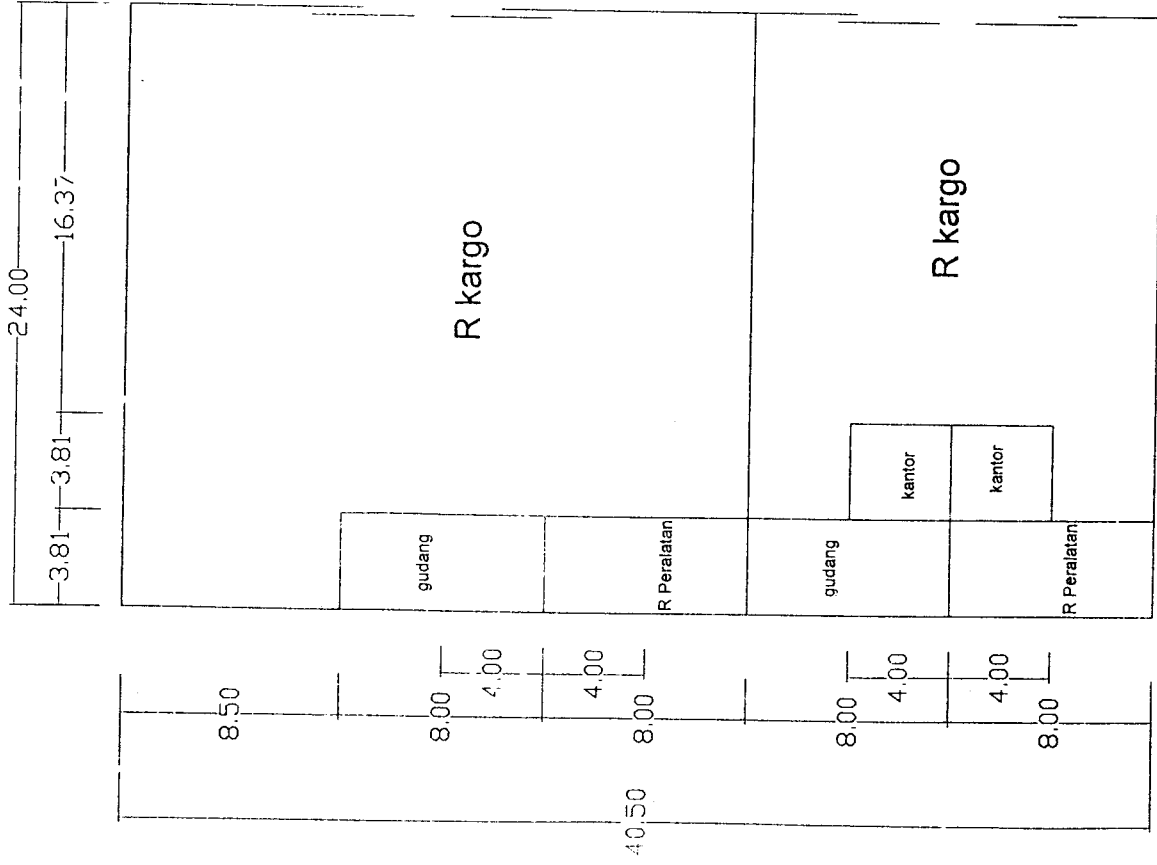 24.00
3.81
3.81
16.37
R kargo
R kargo
gudang
R Peralatan
gudang
R Peralatan
kantor
kantor
4.00
4.00
4.00
4.00
8.50
8.00
8.00
8.00
8.00
40.50